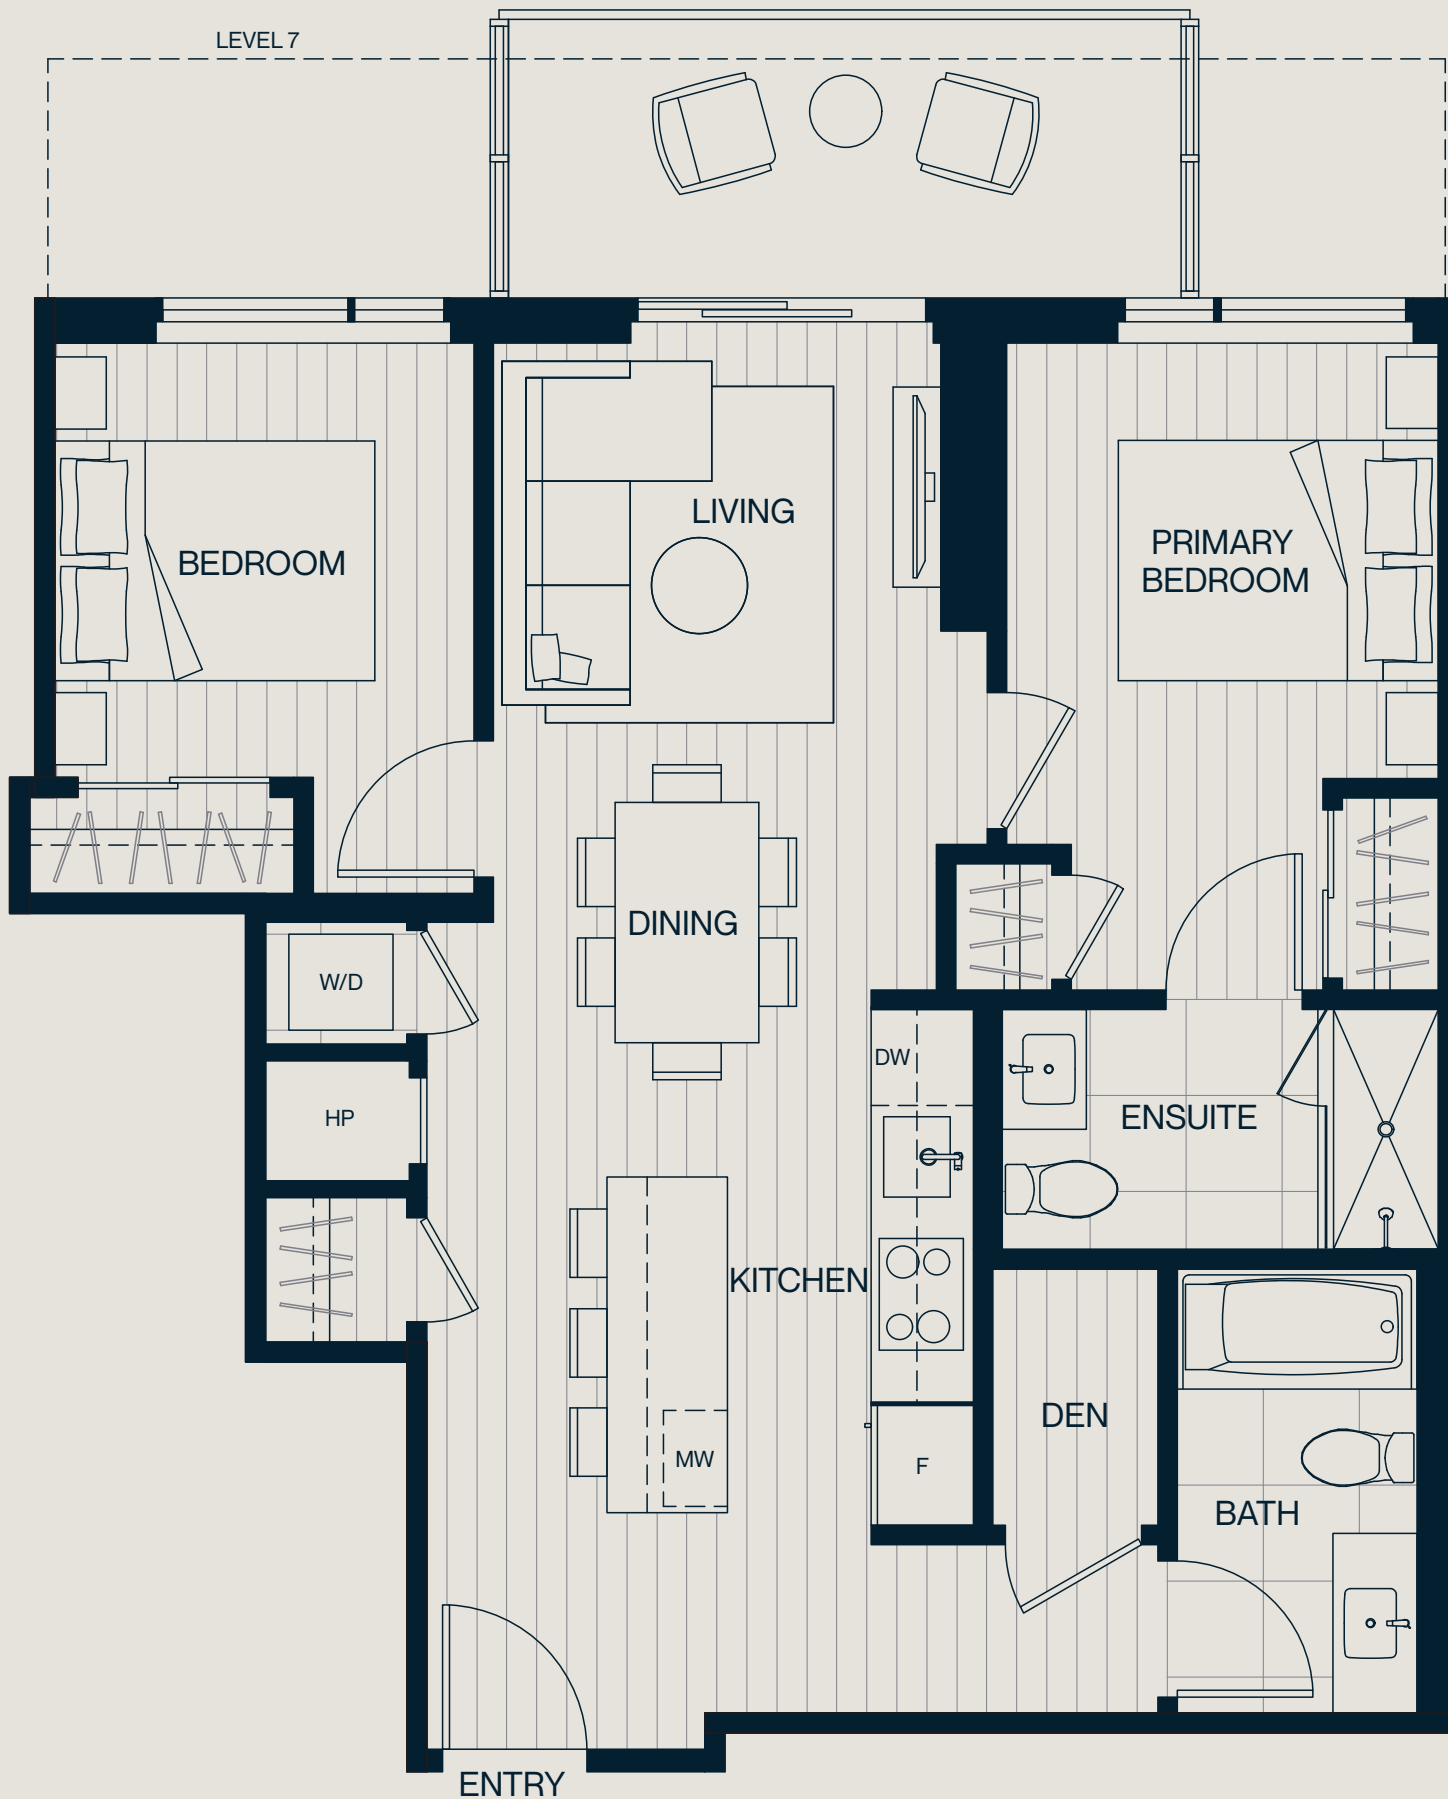 LEVEL 7
LIVING
PRIMARY
BEDROOM
BEDROOM
DINING
W/D
DW
HP
ENSUITE
KITCHEN
DEN
MW
F
BATH
ENTRY